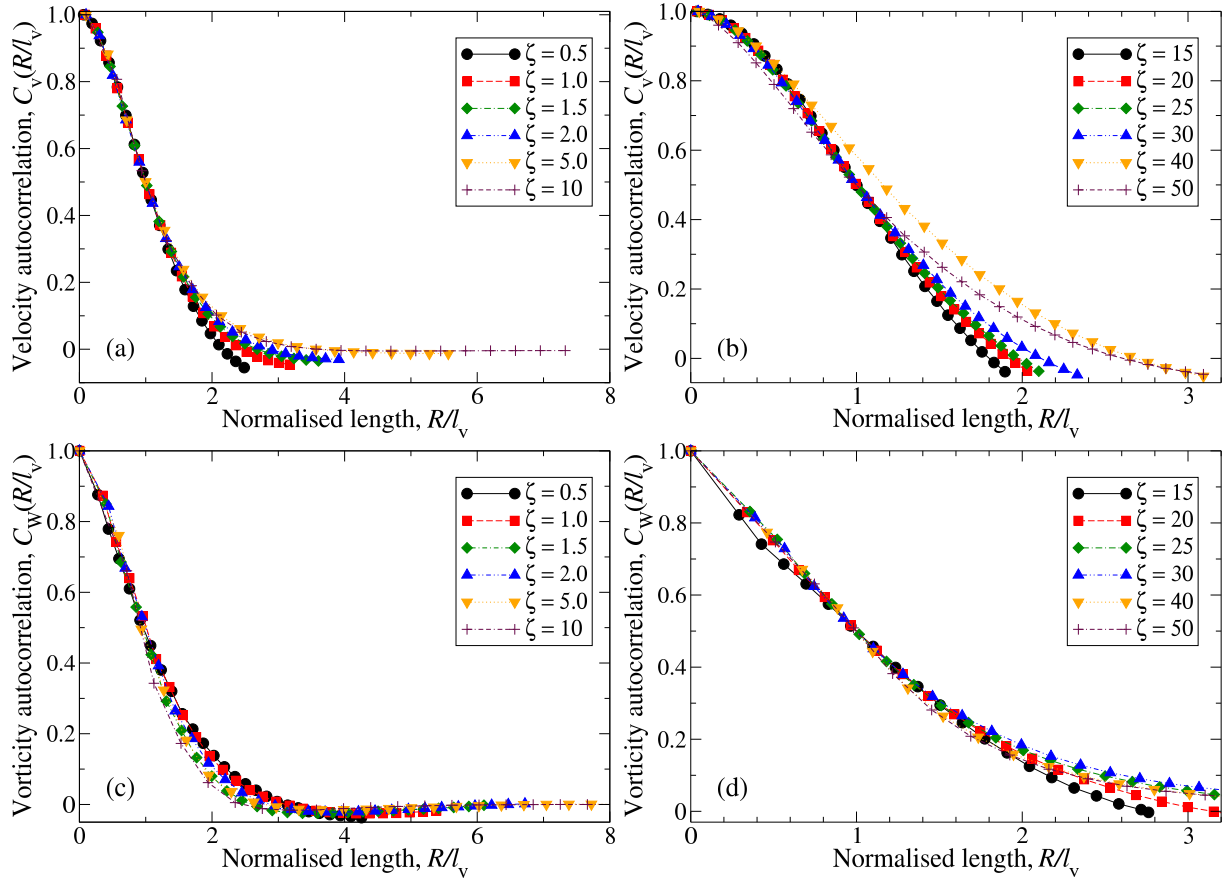 Velocity autocorrelation, C_v(R/l_v)
1.0
0.8
0.6
0.4
0.2
0
0
2
4
6
8
Normalised length, R/l_v
(a)
ζ = 0.5
ζ = 1.0
ζ = 1.5
ζ = 2.0
ζ = 5.0
ζ = 10
Velocity autocorrelation, C_v(R/l_v)
1.0
0.8
0.6
0.4
0.2
0
0
1
2
3
Normalised length, R/l_v
(b)
ζ = 15
ζ = 20
ζ = 25
ζ = 30
ζ = 40
ζ = 50
Vorticity autocorrelation, C_W(R/l_v)
1.0
0.8
0.6
0.4
0.2
0
0
2
4
6
8
Normalised length, R/l_v
(c)
ζ = 0.5
ζ = 1.0
ζ = 1.5
ζ = 2.0
ζ = 5.0
ζ = 10
Vorticity autocorrelation, C_W(R/l_v)
1.0
0.8
0.6
0.4
0.2
0
0
1
2
3
Normalised length, R/l_v
(d)
ζ = 15
ζ = 20
ζ = 25
ζ = 30
ζ = 40
ζ = 50